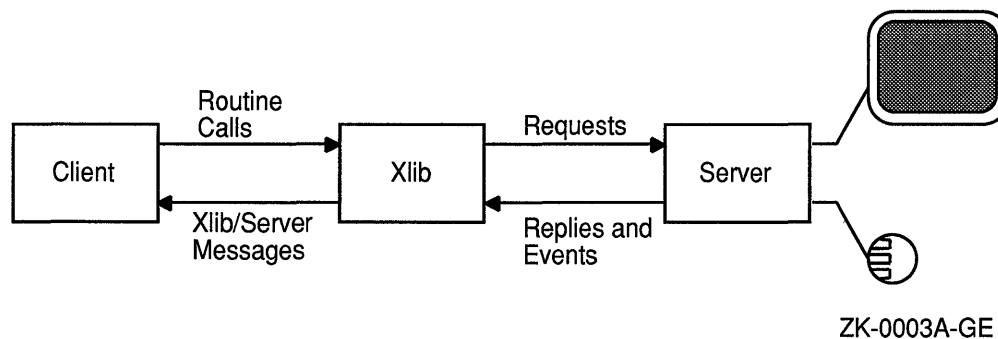 Routine
Calls
Requests
Client
Xlib
Server
Xlib/Server
Messages
Replies and
Events
ZK-0003A-GE